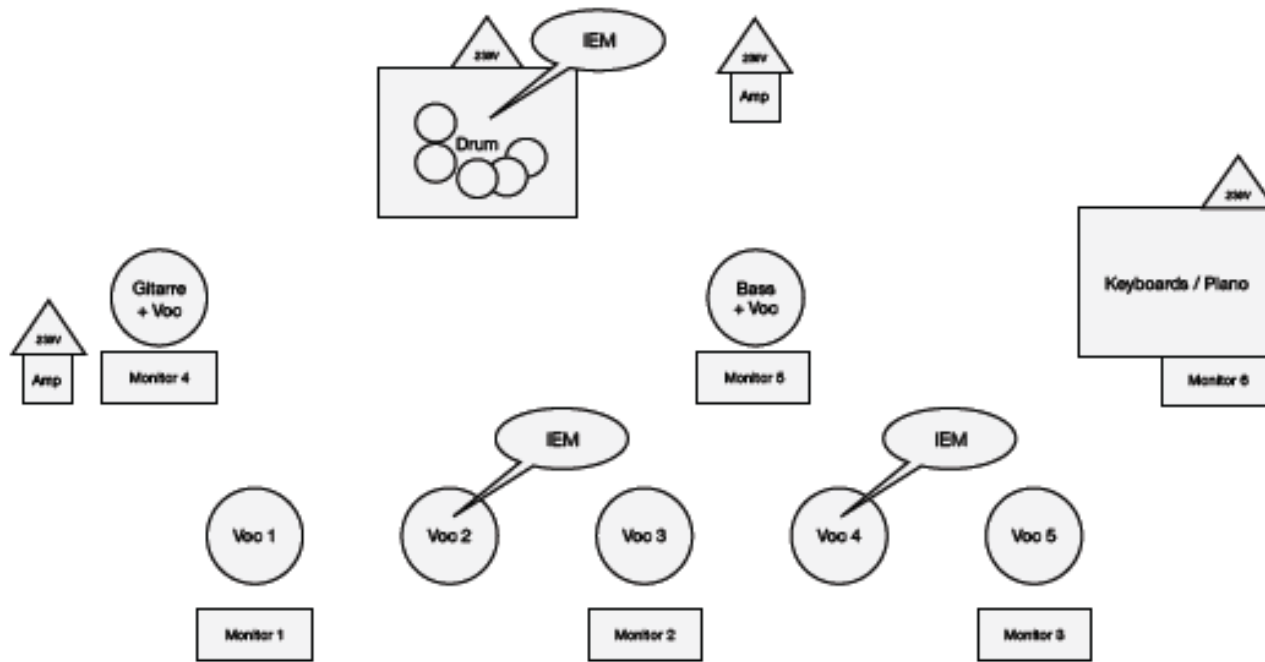 IEM
230V
230V
Amp
Drum
230V
Gitarre
+ Voc
Bass
+ Voc
Keyboards / Piano
230V
Amp
Monitor 4
Monitor 5
Monitor 6
IEM
IEM
Voc 1
Voc 2
Voc 3
Voc 4
Voc 5
Monitor 1
Monitor 2
Monitor 3